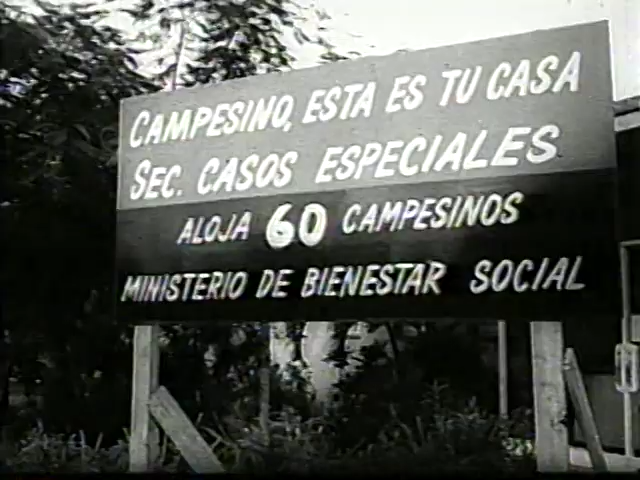 CAMPESINO, ESTA ES TU CASA
SEC. CASOS ESPECIALES
ALOJA 60 CAMPESINOS
MINISTERIO DE BIENESTAR SOCIAL